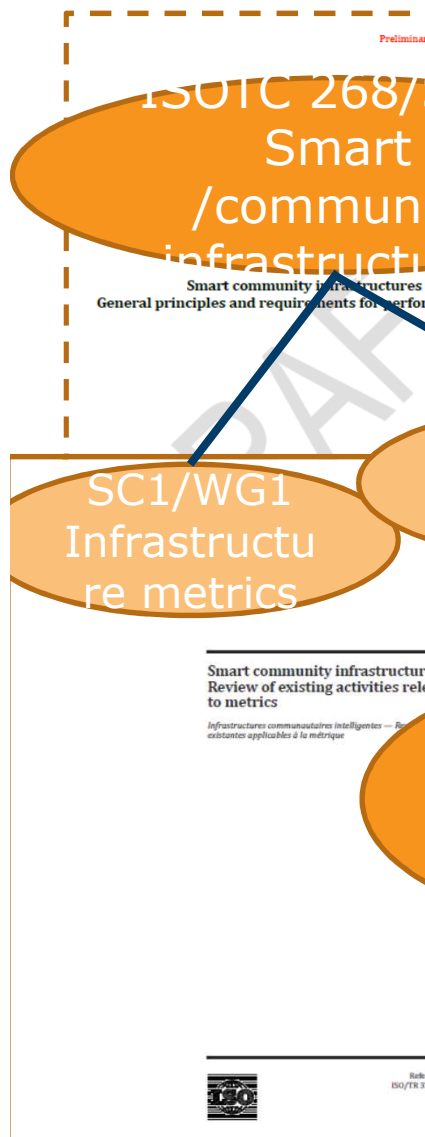 Preliminar
ISOTC 268/
Smart
/commun
infrastructu
Smart community infrastructures
General principles and requirements for perfor
PAR
SC1/WG1
Infrastructu
re metrics
Smart community infrastructur
Review of existing activities rele
to metrics
Infrastructures communautaires intelligentes — Re
existantes applicables à la métrique
ISO
Refe
ISO/TR 3